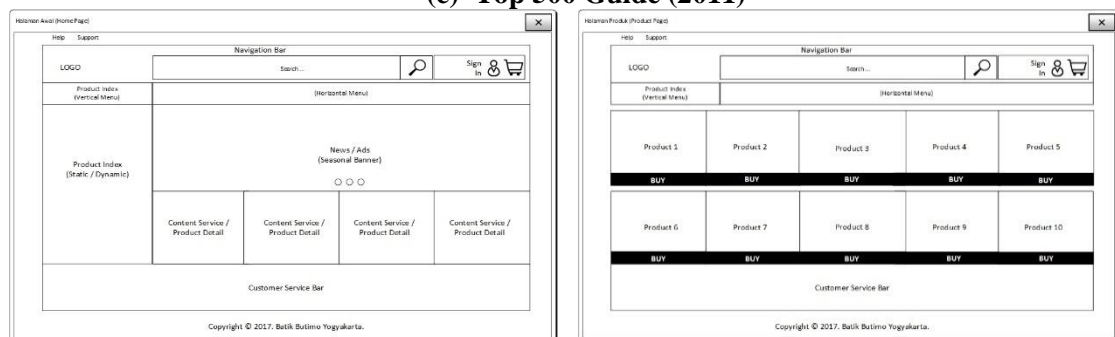 (c) Top 500 Guide (2011)
Halaman Awal (Home Page)
Help Support
Navigation Bar
LOGO
Search...
Sign
In
Product Index
(Vertical Menu)
(Horizontal Menu)
Product Index
(Static / Dynamic)
News / Ads
(Seasonal Banner)
Content Service /
Product Detail
Content Service /
Product Detail
Content Service /
Product Detail
Content Service /
Product Detail
Customer Service Bar
Copyright © 2017. Batik Butimo Yogyakarta.
Halaman Produk (Product Page)
Help Support
Navigation Bar
LOGO
Search...
Sign
In
Product Index
(Vertical Menu)
(Horizontal Menu)
Product 1 Product 2 Product 3 Product 4 Product 5
BUY BUY BUY BUY BUY
Product 6 Product 7 Product 8 Product 9 Product 10
BUY BUY BUY BUY BUY
Customer Service Bar
Copyright © 2017. Batik Butimo Yogyakarta.